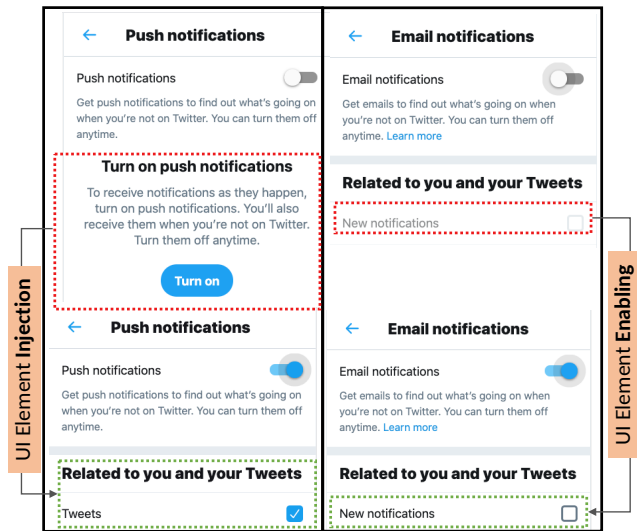 UI Element Injection
← Push notifications
Push notifications
Get push notifications to find out what's going on
when you're not on Twitter. You can turn them off
anytime.
Turn on push notifications
To receive notifications as they happen,
turn on push notifications. You'll also
receive them when you're not on Twitter.
Turn them off anytime.
Turn on
← Push notifications
Push notifications
Get push notifications to find out what's going on
when you're not on Twitter. You can turn them off
anytime.
Related to you and your Tweets
Tweets
← Email notifications
Email notifications
Get emails to find out what's going on when
you're not on Twitter. You can turn them off
anytime. Learn more
Related to you and your Tweets
New notifications
← Email notifications
Email notifications
Get emails to find out what's going on when
you're not on Twitter. You can turn them off
anytime. Learn more
Related to you and your Tweets
New notifications
UI Element Enabling